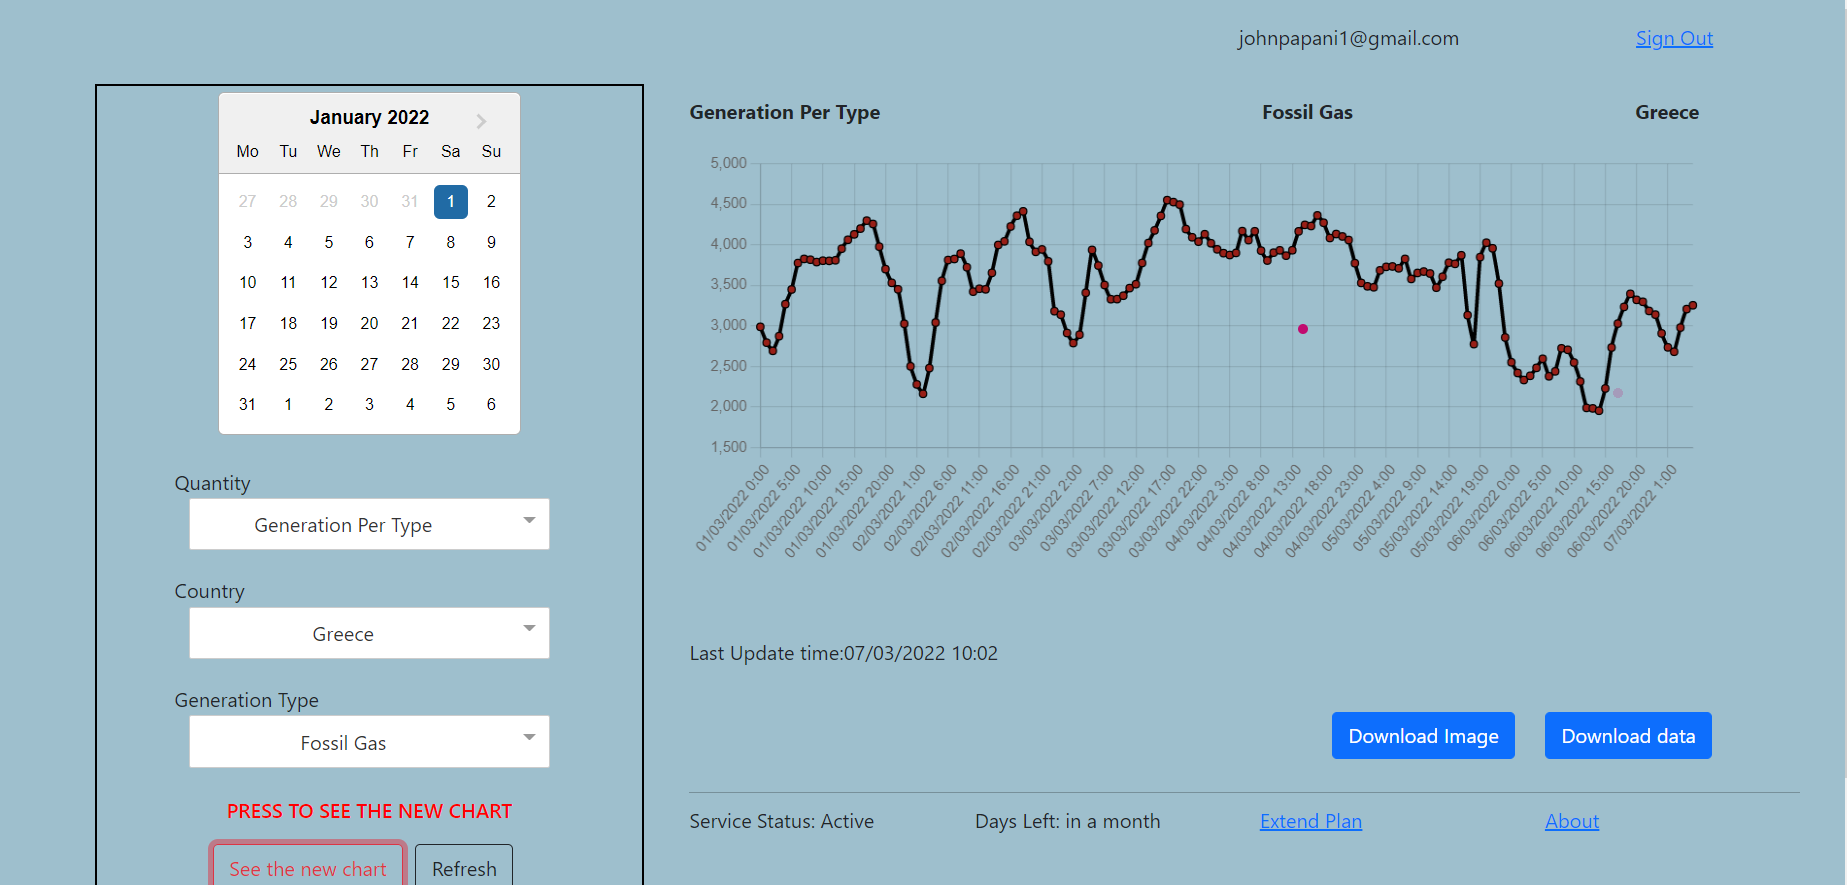 johnpapani1@gmail.com
Sign Out
January 2022
Mo Tu We Th Fr Sa Su
27 28 29 30 31 1 2
3 4 5 6 7 8 9
10 11 12 13 14 15 16
17 18 19 20 21 22 23
24 25 26 27 28 29 30
31 1 2 3 4 5 6
Quantity
Generation Per Type
Country
Greece
Generation Type
Fossil Gas
PRESS TO SEE THE NEW CHART
See the new chart
Refresh
Generation Per Type
Fossil Gas
Greece
5,000
4,500
4,000
3,500
3,000
2,500
2,000
1,500
01/03/2022 0:00
01/03/2022 5:00
01/03/2022 10:00
01/03/2022 15:00
01/03/2022 20:00
02/03/2022 1:00
02/03/2022 6:00
02/03/2022 11:00
02/03/2022 16:00
02/03/2022 21:00
03/03/2022 2:00
03/03/2022 7:00
03/03/2022 12:00
03/03/2022 17:00
03/03/2022 22:00
04/03/2022 3:00
04/03/2022 8:00
04/03/2022 13:00
04/03/2022 18:00
04/03/2022 23:00
05/03/2022 4:00
05/03/2022 9:00
05/03/2022 14:00
05/03/2022 19:00
06/03/2022 0:00
06/03/2022 5:00
06/03/2022 10:00
06/03/2022 15:00
06/03/2022 20:00
07/03/2022 1:00
Last Update time:07/03/2022 10:02
Download Image
Download data
Service Status: Active
Days Left: in a month
Extend Plan
About